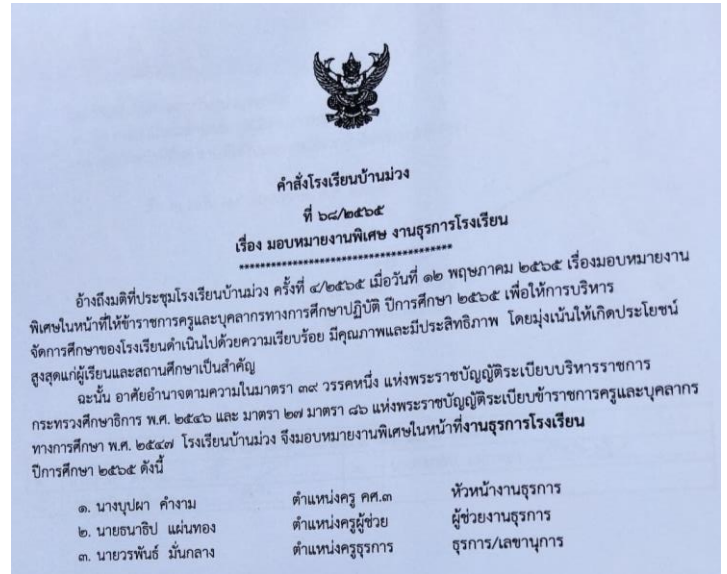 คำสั่งโรงเรียนบ้านม่วง
ที่ ๖๘/๒๕๖๕
เรื่อง มอบหมายงานพิเศษ งานธุรการโรงเรียน
****************************************
อ้างถึงมติที่ประชุมโรงเรียนบ้านม่วง ครั้งที่ ๔/๒๕๖๕ เมื่อวันที่ ๑๒ พฤษภาคม ๒๕๖๕ เรื่องมอบหมายงาน
พิเศษในหน้าที่ให้ข้าราชการครูและบุคลากรทางการศึกษาปฏิบัติ ปีการศึกษา ๒๕๖๕ เพื่อให้การบริหาร
จัดการศึกษาของโรงเรียนดำเนินไปด้วยความเรียบร้อย มีคุณภาพและมีประสิทธิภาพ โดยมุ่งเน้นให้เกิดประโยชน์
สูงสุดแก่ผู้เรียนและสถานศึกษาเป็นสำคัญ
ฉะนั้น อาศัยอำนาจตามความในมาตรา ๓๙ วรรคหนึ่ง แห่งพระราชบัญญัติระเบียบบริหารราชการ
กระทรวงศึกษาธิการ พ.ศ. ๒๕๔๖ และ มาตรา ๒๗ มาตรา ๘๖ แห่งพระราชบัญญัติระเบียบข้าราชการครูและบุคลากร
ทางการศึกษา พ.ศ. ๒๕๔๗ โรงเรียนบ้านม่วง จึงมอบหมายงานพิเศษในหน้าที่งานธุรการโรงเรียน
ปีการศึกษา ๒๕๖๕ ดังนี้
๑. นางบุปผา คำงาม ตำแหน่งครู คศ.๓ หัวหน้างานธุรการ
๒. นายธนาธิป แผ่นทอง ตำแหน่งครูผู้ช่วย ผู้ช่วยงานธุรการ
๓. นายวรพันธ์ มั่นกลาง ตำแหน่งครูธุรการ ธุรการ/เลขานุการ